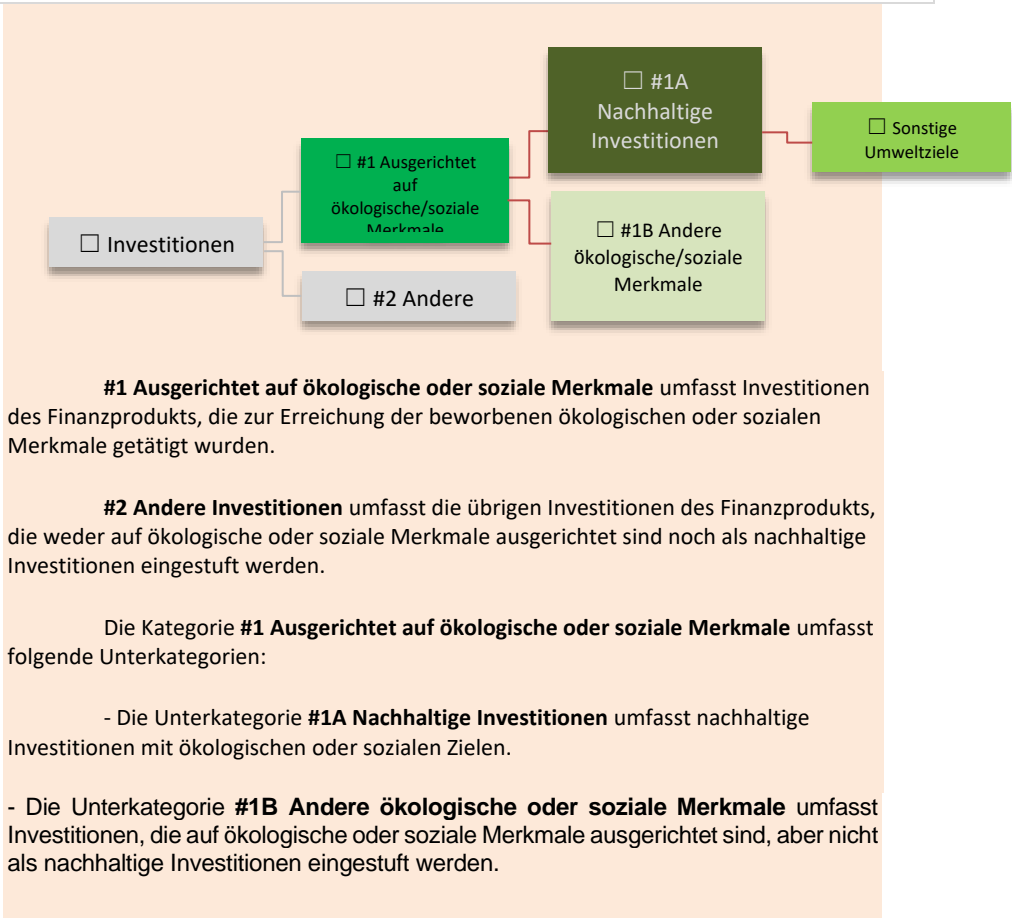 ☐ #1A
Nachhaltige
Investitionen
☐ Sonstige
Umweltziele
☐ #1 Ausgerichtet
auf
ökologische/soziale
Merkmale
☐ Investitionen
☐ #1B Andere
ökologische/soziale
Merkmale
☐ #2 Andere
#1 Ausgerichtet auf ökologische oder soziale Merkmale umfasst Investitionen
des Finanzprodukts, die zur Erreichung der beworbenen ökologischen oder sozialen
Merkmale getätigt wurden.
#2 Andere Investitionen umfasst die übrigen Investitionen des Finanzprodukts,
die weder auf ökologische oder soziale Merkmale ausgerichtet sind noch als nachhaltige
Investitionen eingestuft werden.
Die Kategorie #1 Ausgerichtet auf ökologische oder soziale Merkmale umfasst
folgende Unterkategorien:
- Die Unterkategorie #1A Nachhaltige Investitionen umfasst nachhaltige
Investitionen mit ökologischen oder sozialen Zielen.
- Die Unterkategorie #1B Andere ökologische oder soziale Merkmale umfasst
Investitionen, die auf ökologische oder soziale Merkmale ausgerichtet sind, aber nicht
als nachhaltige Investitionen eingestuft werden.